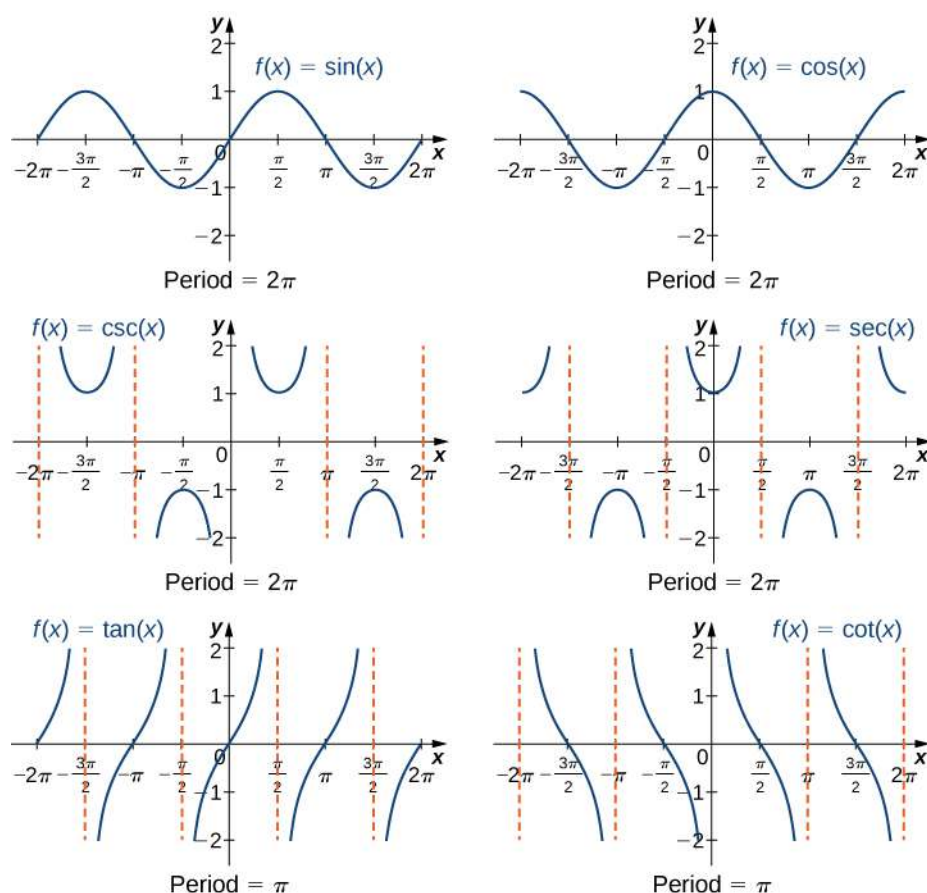 y
2
f(x) = sin(x)
1
0
x
−2π −3π/2 −π −π/2 π/2 π 3π/2 2π
−1
−2
Period = 2π
y
2
f(x) = cos(x)
1
0
x
−2π −3π/2 −π −π/2 π/2 π 3π/2 2π
−1
−2
Period = 2π
f(x) = csc(x)
y
2
1
0
x
−2π −3π/2 −π −π/2 π/2 π 3π/2 2π
−1
−2
Period = 2π
y
f(x) = sec(x)
2
1
0
x
−2π −3π/2 −π −π/2 π/2 π 3π/2 2π
−1
−2
Period = 2π
f(x) = tan(x)
y
2
1
0
x
−2π −3π/2 −π −π/2 π/2 π 3π/2 2π
−1
−2
Period = π
y
f(x) = cot(x)
2
1
0
x
−2π −3π/2 −π −π/2 π/2 π 3π/2 2π
−1
−2
Period = π